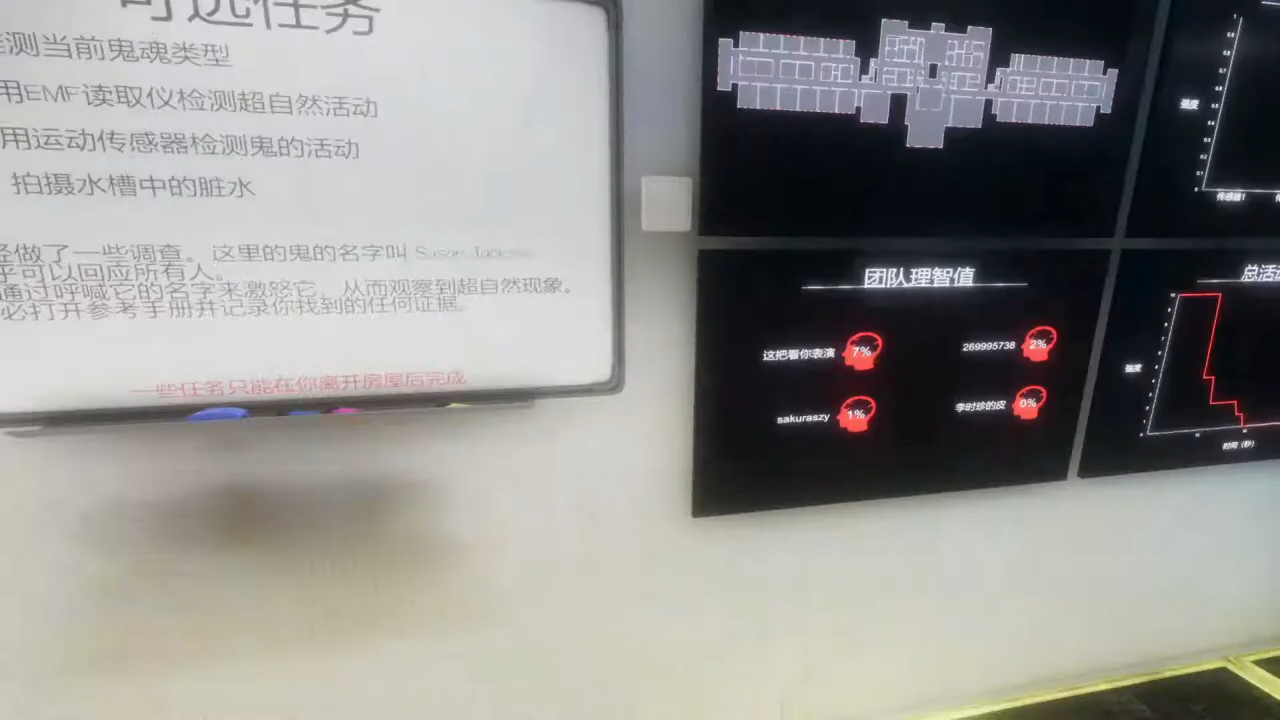 可选任务
测当前鬼魂类型
用EMF读取仪检测超自然活动
用运动传感器检测鬼的活动
拍摄水槽中的脏水
做了一些调查。这里的鬼的名字叫 Susan
乎可以回应所有人。
通过呼喊它的名字来激怒它，从而观察到超自然现象。
必打开参考手册并记录你找到的任何证据
一些任务只能在你离开房屋后完成
团队理智值
这把看你表演 7%
269995738 2%
sakuraszy 1%
李时珍的皮 0%
强度
传感器1
总活
强度
时间（秒）